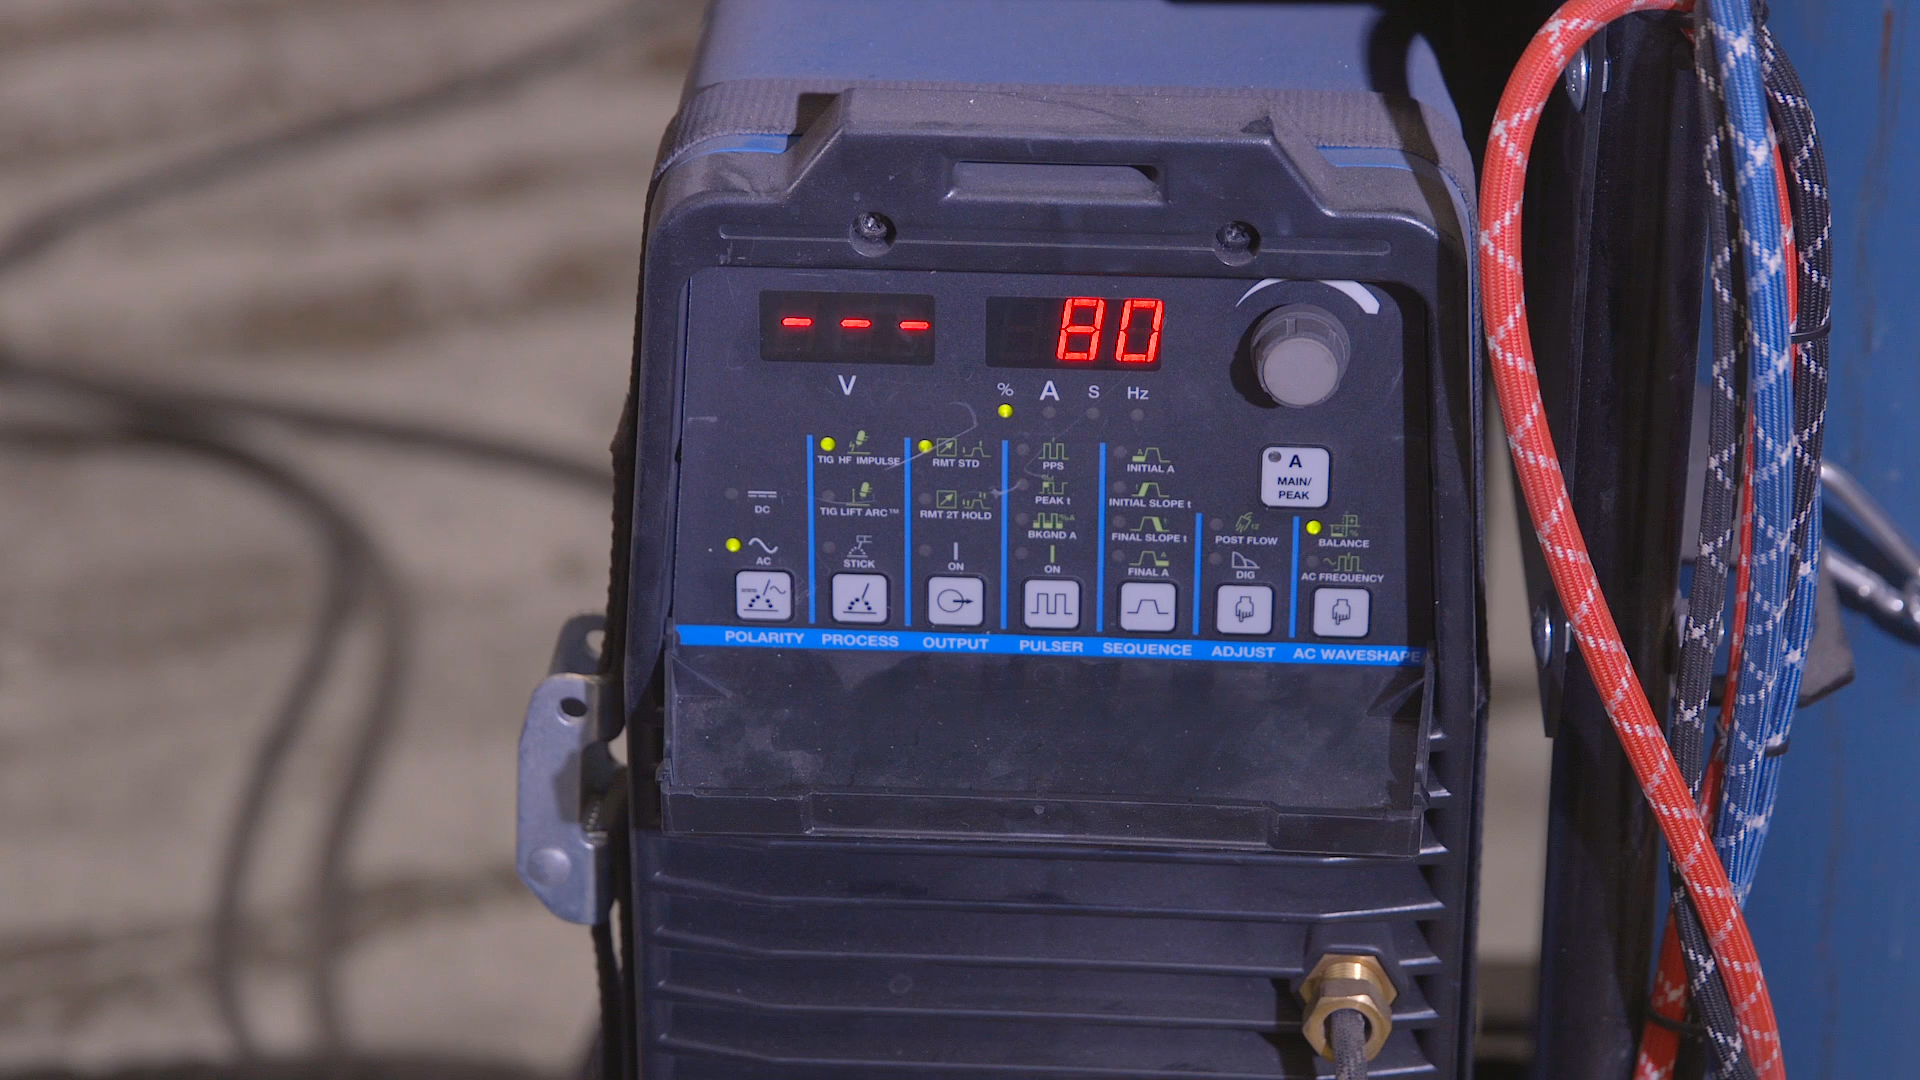 --- 80
V % A S Hz
TIG HF IMPULSE RMT STD PPS INITIAL A A
MAIN/
PEAK
DC TIG LIFT ARC™ RMT 2T HOLD PEAK t INITIAL SLOPE t
BKGND A FINAL SLOPE t POST FLOW BALANCE
AC STICK ON ON FINAL A DIG AC FREQUENCY
POLARITY PROCESS OUTPUT PULSER SEQUENCE ADJUST AC WAVESHAPE